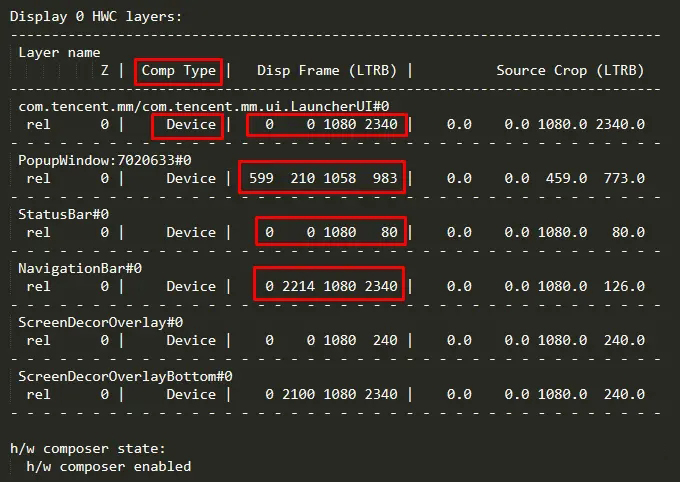 Display 0 HWC layers:
-----------------------------------------------------------------------
Layer name
Z | Comp Type | Disp Frame (LTRB) | Source Crop (LTRB)
-----------------------------------------------------------------------
com.tencent.mm/com.tencent.mm.ui.LauncherUI#0
rel 0 | Device | 0 0 1080 2340 | 0.0 0.0 1080.0 2340.0
- - - - - - - - - - - - - - - - - - - - - - - - - - - - - - - - - - - -
PopupWindow:7020633#0
rel 0 | Device | 599 210 1058 983 | 0.0 0.0 459.0 773.0
- - - - - - - - - - - - - - - - - - - - - - - - - - - - - - - - - - - -
StatusBar#0
rel 0 | Device | 0 0 1080 80 | 0.0 0.0 1080.0 80.0
- - - - - - - - - - - - - - - - - - - - - - - - - - - - - - - - - - - -
NavigationBar#0
rel 0 | Device | 0 2214 1080 2340 | 0.0 0.0 1080.0 126.0
- - - - - - - - - - - - - - - - - - - - - - - - - - - - - - - - - - - -
ScreenDecorOverlay#0
rel 0 | Device | 0 0 1080 240 | 0.0 0.0 1080.0 240.0
- - - - - - - - - - - - - - - - - - - - - - - - - - - - - - - - - - - -
ScreenDecorOverlayBottom#0
rel 0 | Device | 0 2100 1080 2340 | 0.0 0.0 1080.0 240.0
- - - - - - - - - - - - - - - - - - - - - - - - - - - - - - - - - - - -
h/w composer state:
h/w composer enabled